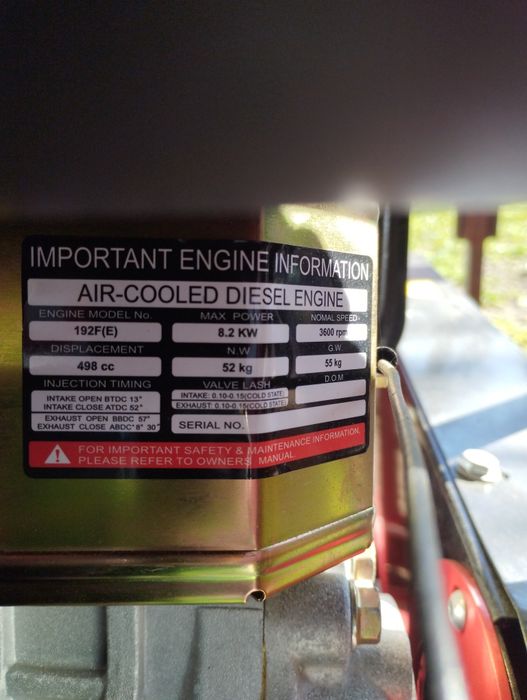 IMPORTANT ENGINE INFORMATION
AIR-COOLED DIESEL ENGINE
ENGINE MODEL No. MAX POWER NOMAL SPEED
192F(E) 8.2 KW 3600 rpm
DISPLACEMENT N.W G.W
498 cc 52 kg 55 kg
INJECTION TIMING VALVE LASH D.O.M
INTAKE OPEN BTDC 13° INTAKE: 0.10-0.15(COLD STATE)
INTAKE CLOSE ATDC 52° EXHAUST: 0.10-0.15(COLD STATE)
EXHAUST OPEN BBDC 57° SERIAL NO.
EXHAUST CLOSE ABDC 8° 30'
FOR IMPORTANT SAFETY & MAINTENANCE INFORMATION,
PLEASE REFER TO OWNERS MANUAL